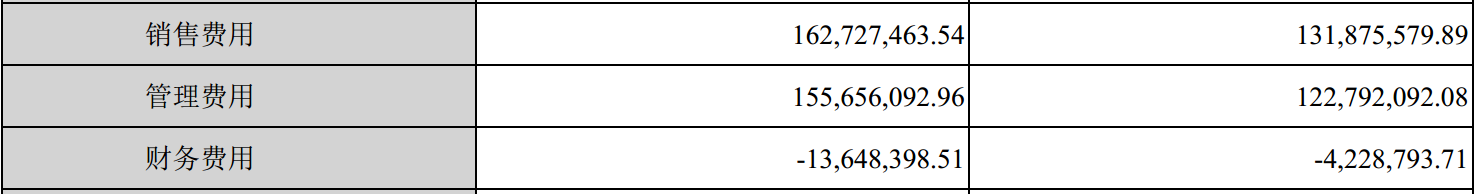 销售费用 162,727,463.54 131,875,579.89
管理费用 155,656,092.96 122,792,092.08
财务费用 -13,648,398.51 -4,228,793.71